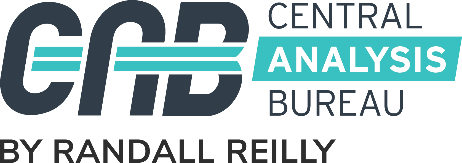 CAB
CENTRAL
ANALYSIS
BUREAU
BY RANDALL REILLY